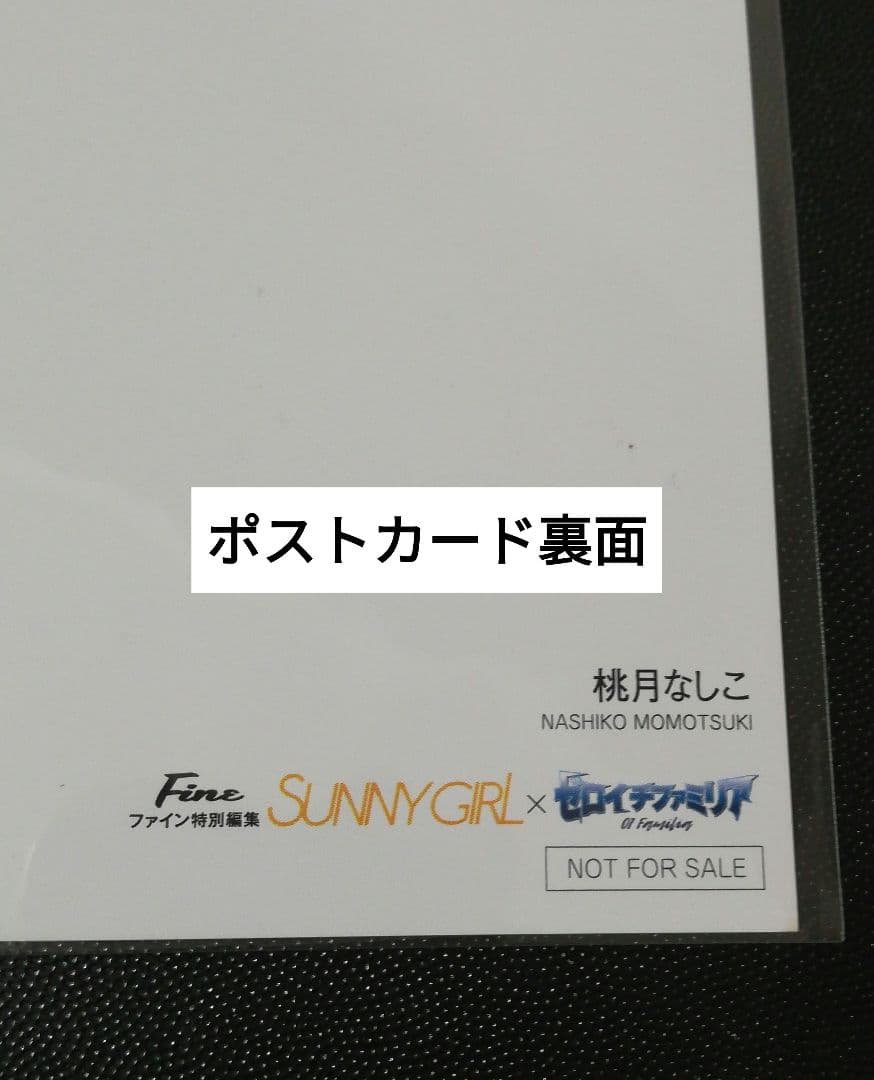 ポストカード裏面
桃月なしこ
NASHIKO MOMOTSUKI
Fine
ファイン特別編集 SUNNY GIRL × ゼロイチファミリア
01 Familia
NOT FOR SALE